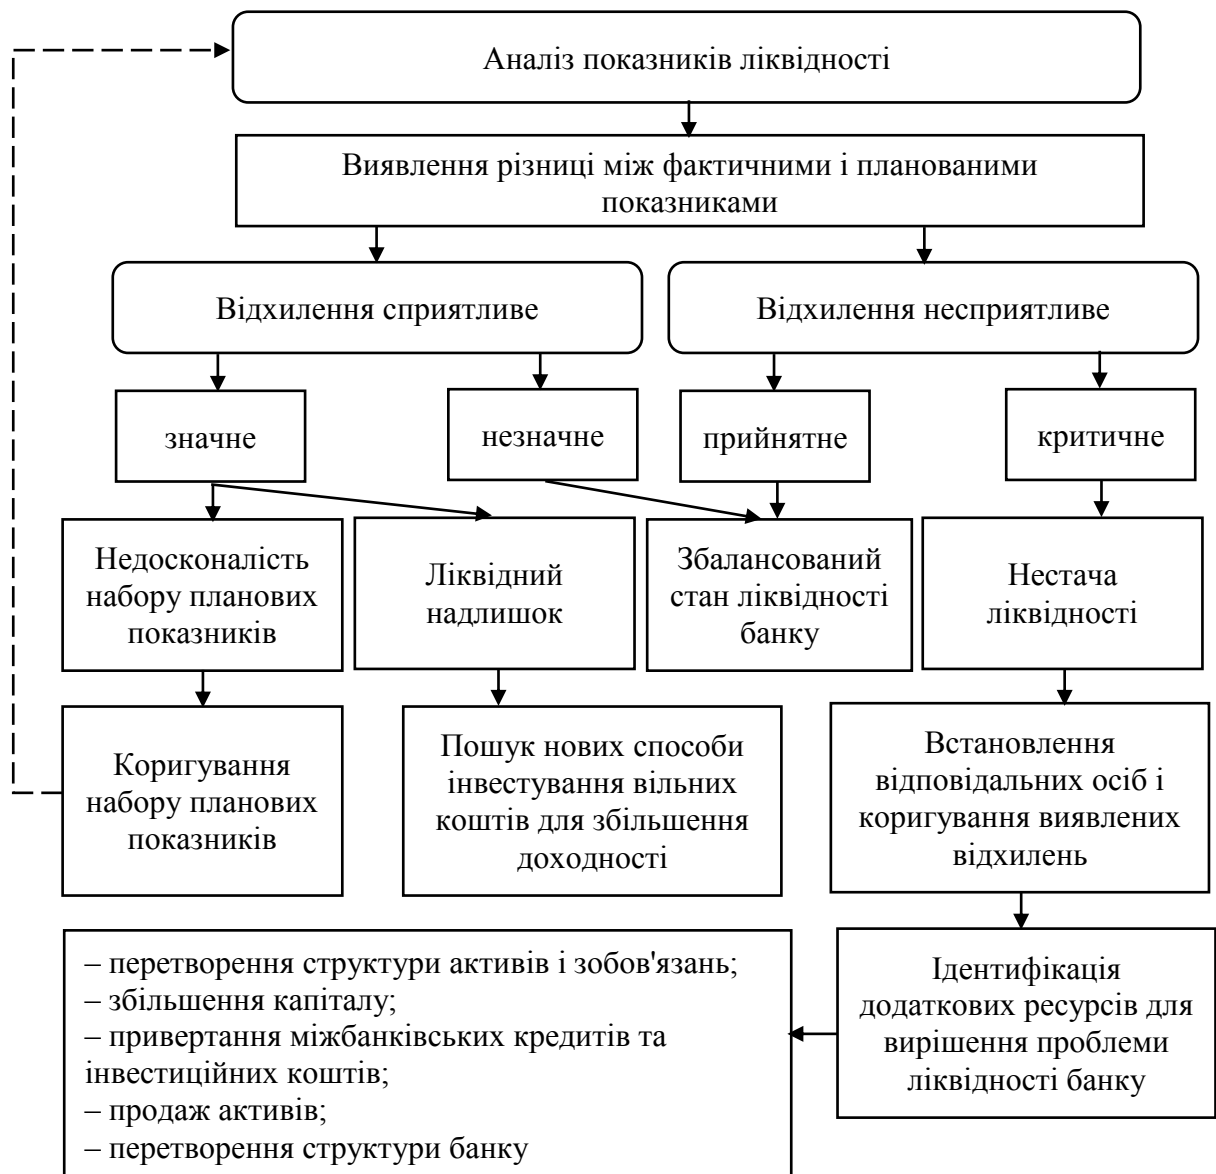 Аналіз показників ліквідності
Виявлення різниці між фактичними і планованими
показниками
Відхилення сприятливе
Відхилення несприятливе
значне
незначне
прийнятне
критичне
Недосконалість
набору планових
показників
Ліквідний
надлишок
Збалансований
стан ліквідності
банку
Нестача
ліквідності
Коригування
набору планових
показників
Пошук нових способи
інвестування вільних
коштів для збільшення
доходності
Встановлення
відповідальних осіб і
коригування виявлених
відхилень
– перетворення структури активів і зобов'язань;
– збільшення капіталу;
– привертання міжбанківських кредитів та
інвестиційних коштів;
– продаж активів;
– перетворення структури банку
Ідентифікація
додаткових ресурсів для
вирішення проблеми
ліквідності банку